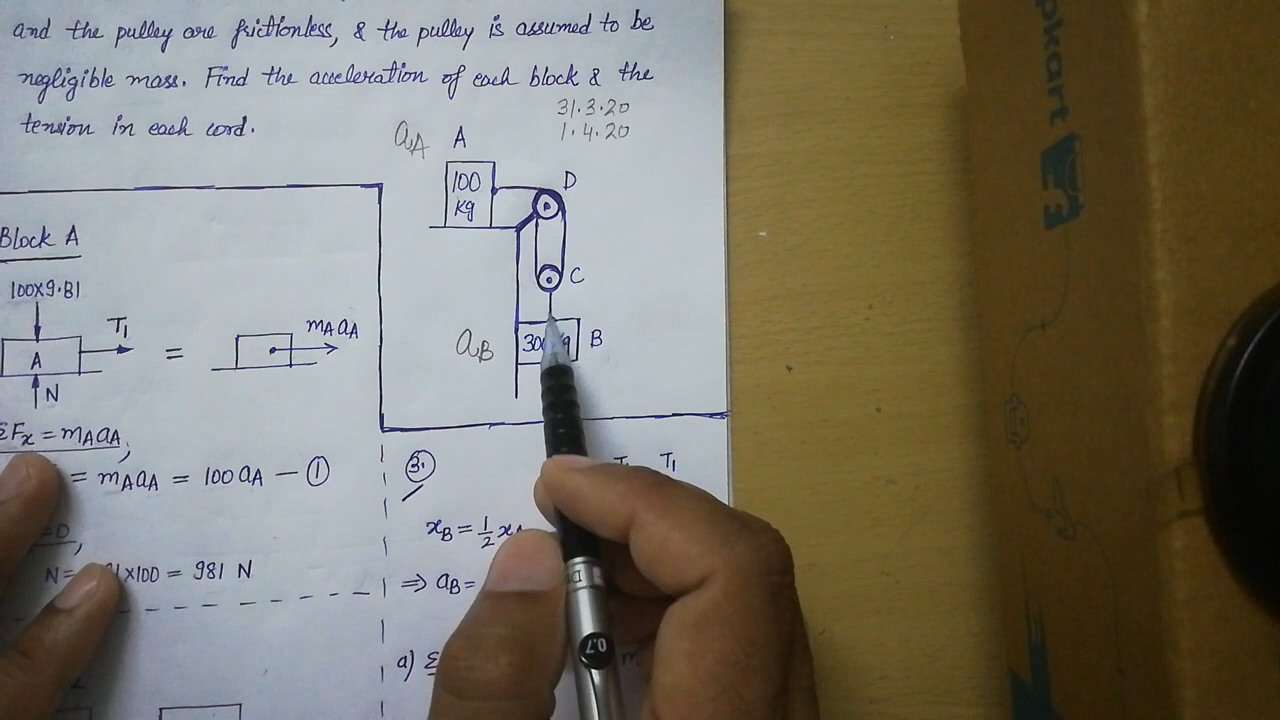 and the pulley are frictionless, & the pulley is assumed to be
negligible mass. Find the acceleration of each block & the
tension in each cord.
31.3.20
1.4.20
aA A
100 kg
D
C
aB
B
Block A
100×9.81
T1
A
N
=
mAaA
ΣFx = mAaA,
= mAaA = 100aA — ①
=0,
N= ×100 = 981 N
③.
T1
xB = 1/2 x
⇒ aB =
a) Σ
0.7
pkart